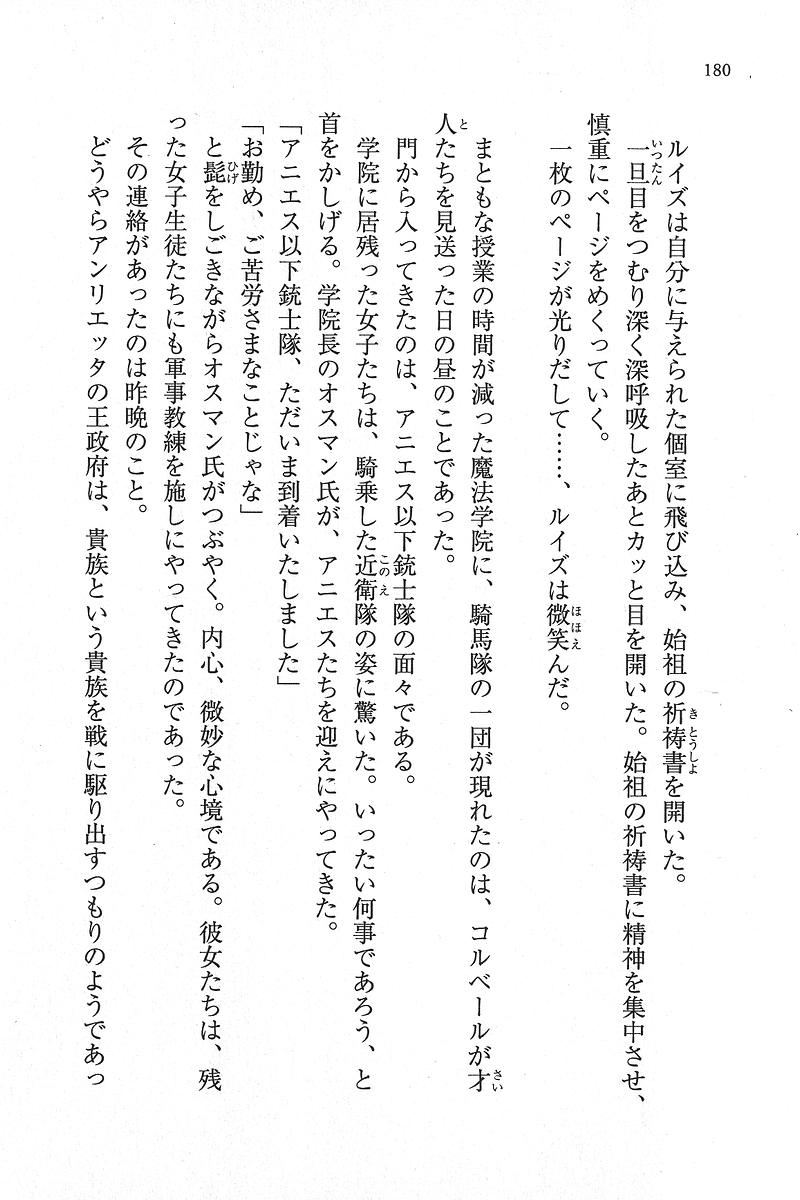 180
ルイズは自分に与えられた個室に飛び込み、始祖の祈祷書を開いた。
一旦目をつむり深く深呼吸したあとカッと目を開いた。始祖の祈祷書に精神を集中させ、
慎重にページをめくっていく。
一枚のページが光りだして……、ルイズは微笑んだ。
まともな授業の時間が減った魔法学院に、騎馬隊の一団が現れたのは、コルベールが才
人たちを見送った日の昼のことであった。
門から入ってきたのは、アニエス以下銃士隊の面々である。
学院に居残った女子たちは、騎乗した近衛隊の姿に驚いた。いったい何事であろう、と
首をかしげる。学院長のオスマン氏が、アニエスたちを迎えにやってきた。
「アニエス以下銃士隊、ただいま到着いたしました」
「お勤め、ご苦労さまなことじゃな」
と髭をしごきながらオスマン氏がつぶやく。内心、微妙な心境である。彼女たちは、残
った女子生徒たちにも軍事教練を施しにやってきたのであった。
その連絡があったのは昨晩のこと。
どうやらアンリエッタの王政府は、貴族という貴族を戦に駆り出すつもりのようであっ